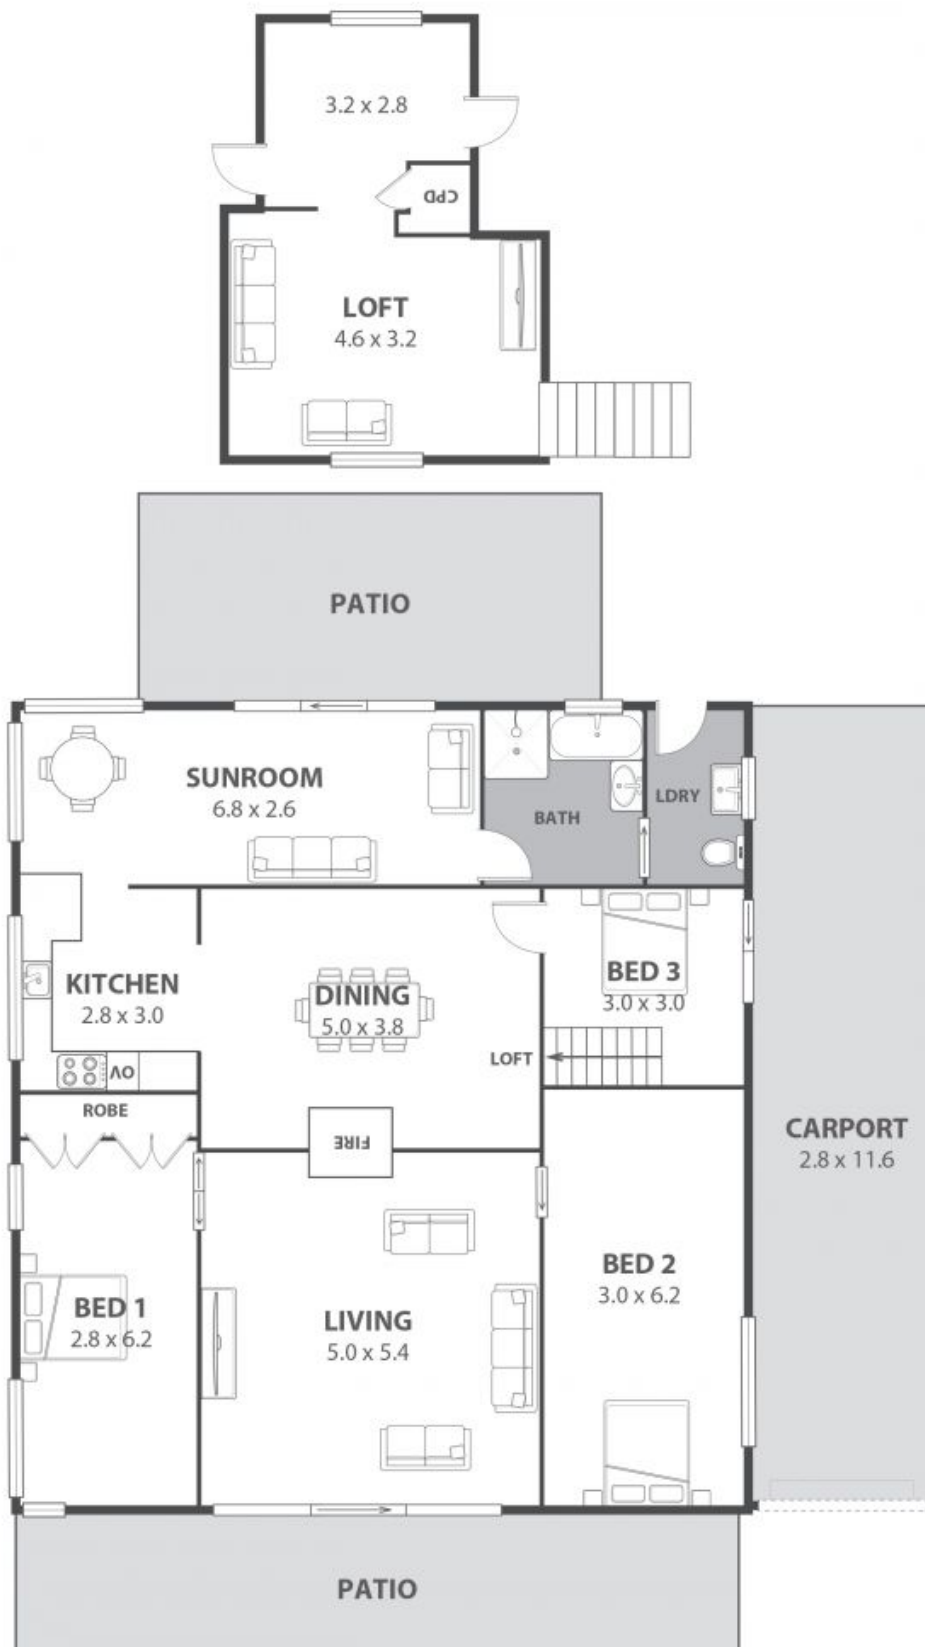 3.2 x 2.8
CPD
LOFT
4.6 x 3.2
PATIO
SUNROOM
6.8 x 2.6
BATH
LDRY
KITCHEN
2.8 x 3.0
DINING
5.0 x 3.8
BED 3
3.0 x 3.0
LOFT
OV
ROBE
FIRE
CARPORT
2.8 x 11.6
BED 1
2.8 x 6.2
LIVING
5.0 x 5.4
BED 2
3.0 x 6.2
PATIO